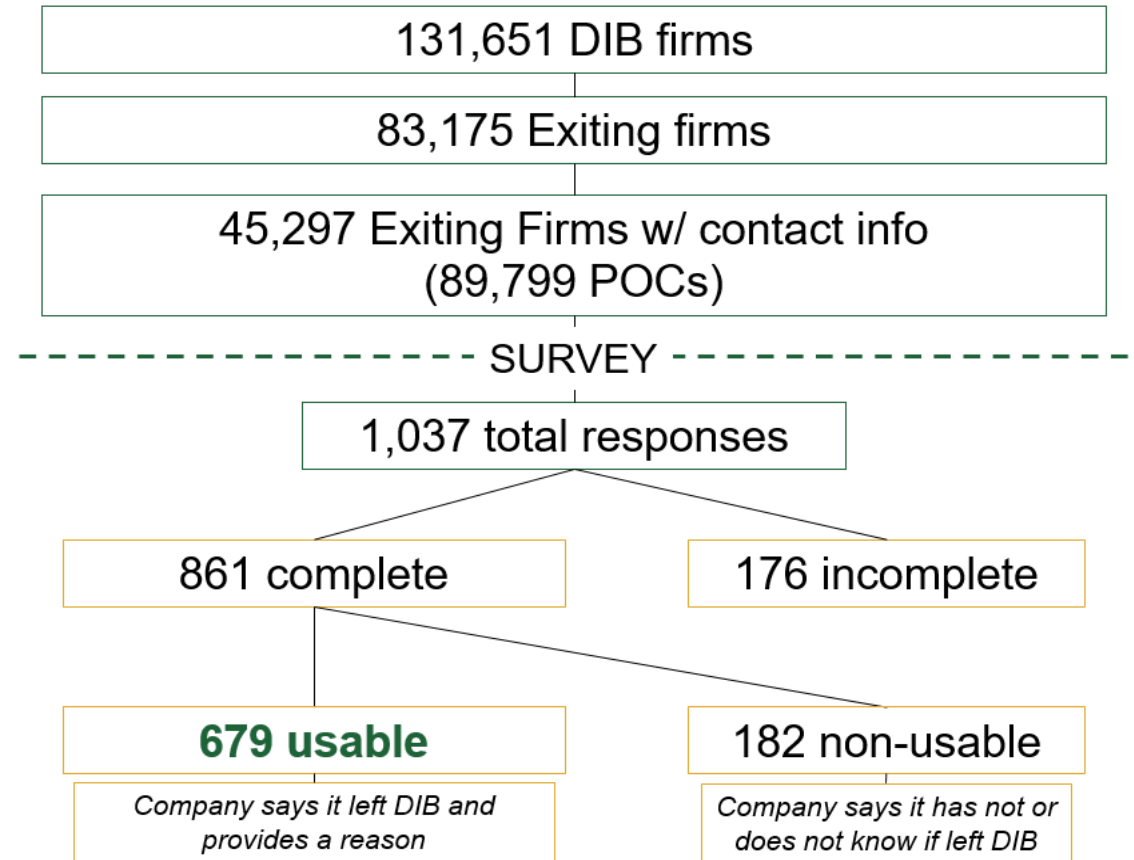 131,651 DIB firms
83,175 Exiting firms
45,297 Exiting Firms w/ contact info
(89,799 POCs)
SURVEY
1,037 total responses
861 complete
176 incomplete
679 usable
182 non-usable
Company says it left DIB and
provides a reason
Company says it has not or
does not know if left DIB